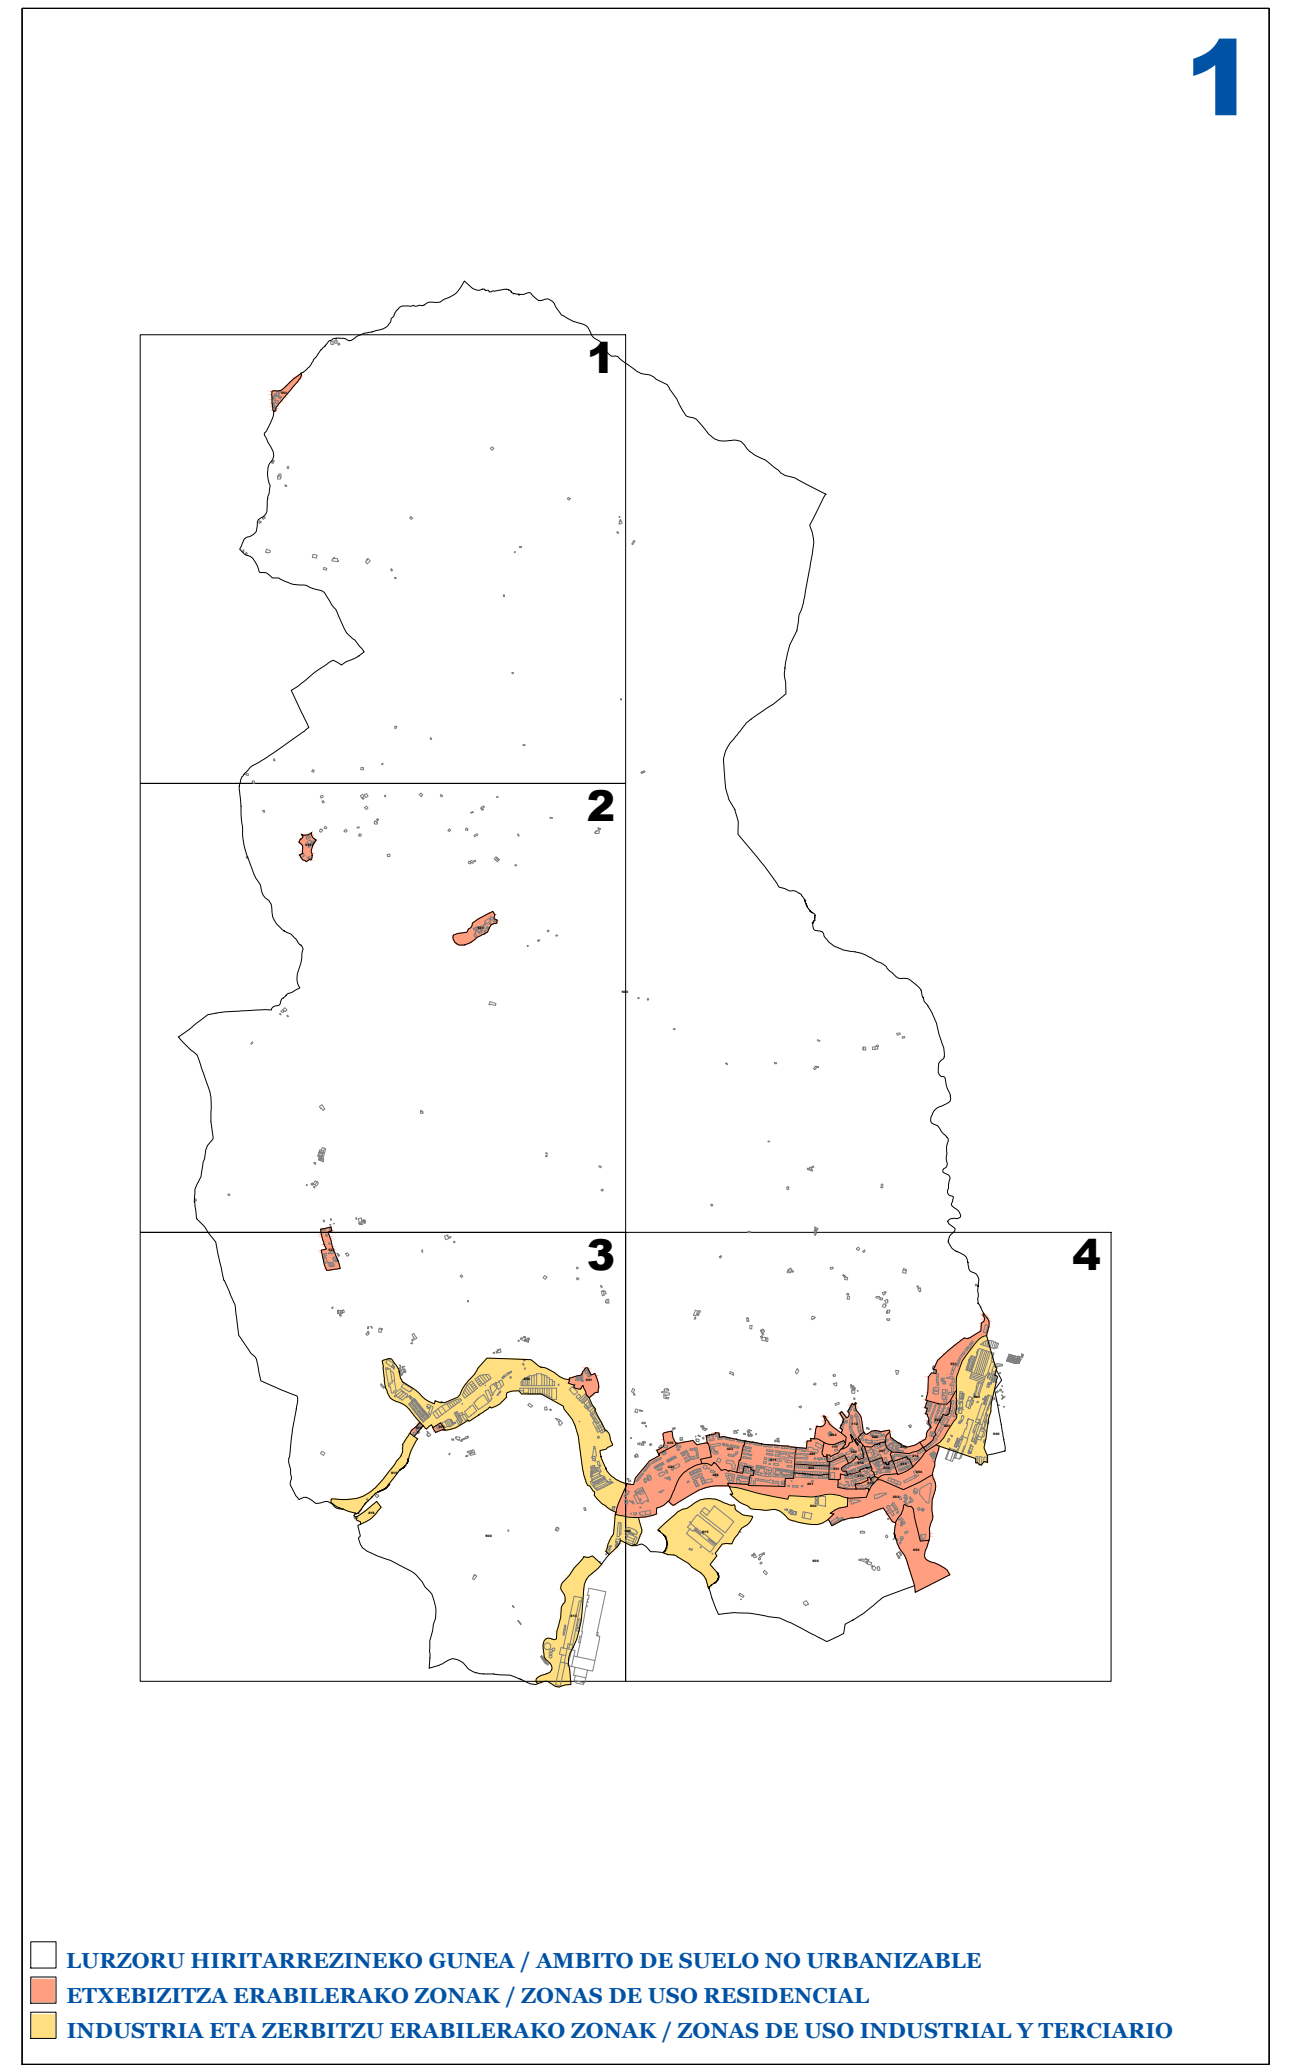 1
1
2
3
4
LURZORU HIRITARREZINEKO GUNEA / AMBITO DE SUELO NO URBANIZABLE
ETXEBIZITZA ERABILERAKO ZONAK / ZONAS DE USO RESIDENCIAL
INDUSTRIA ETA ZERBITZU ERABILERAKO ZONAK / ZONAS DE USO INDUSTRIAL Y TERCIARIO